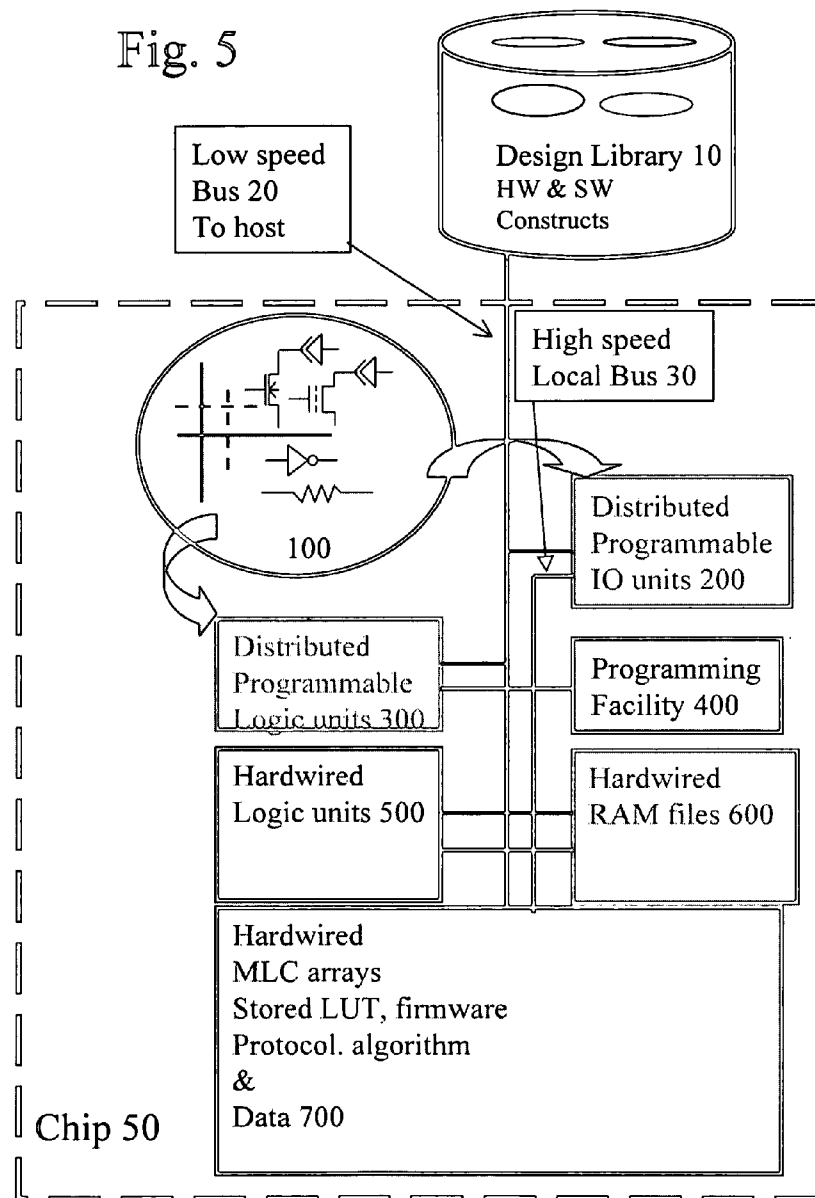 Fig. 5
Design Library 10
HW & SW
Constructs
Low speed
Bus 20
To host
High speed
Local Bus 30
100
Distributed
Programmable
IO units 200
Distributed
Programmable
Logic units 300
Programming
Facility 400
Hardwired
Logic units 500
Hardwired
RAM files 600
Hardwired
MLC arrays
Stored LUT, firmware
Protocol. algorithm
&
Data 700
Chip 50